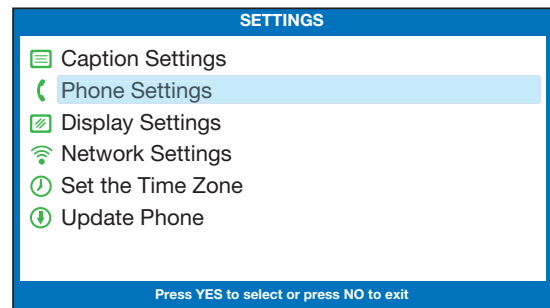 SETTINGS
Caption Settings
Phone Settings
Display Settings
Network Settings
Set the Time Zone
Update Phone
Press YES to select or press NO to exit